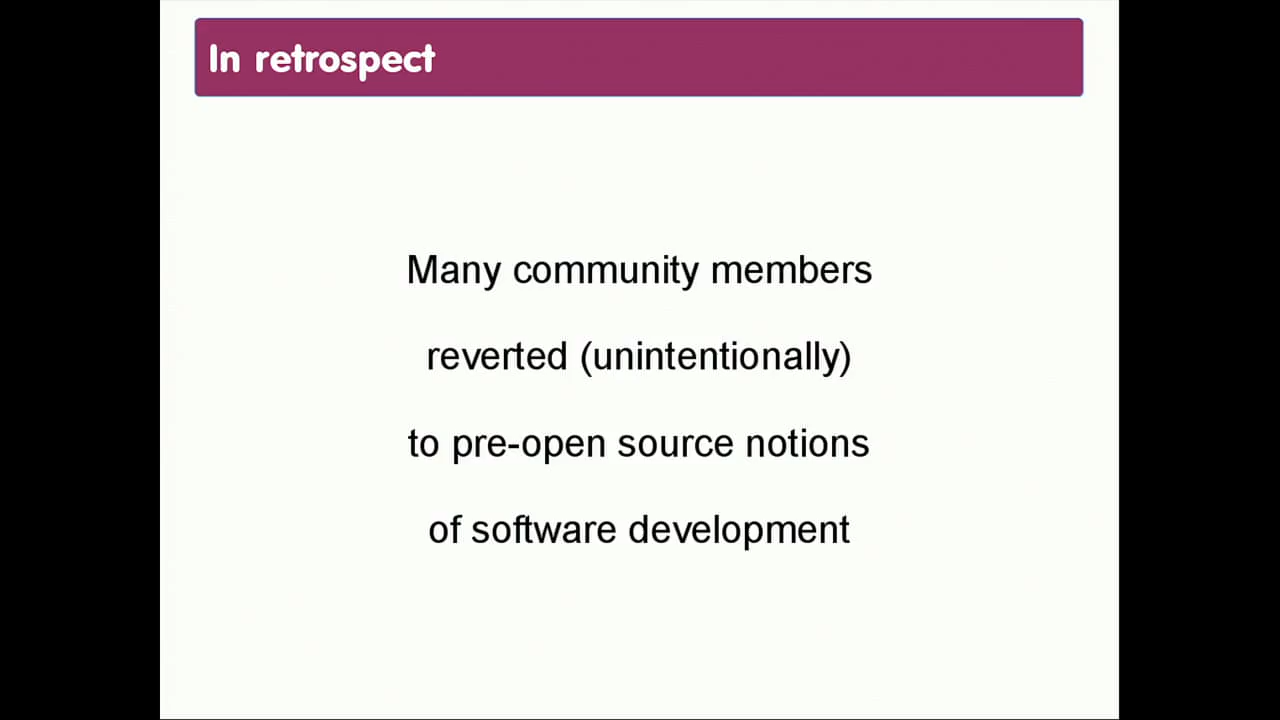 In retrospect
Many community members
reverted (unintentionally)
to pre-open source notions
of software development